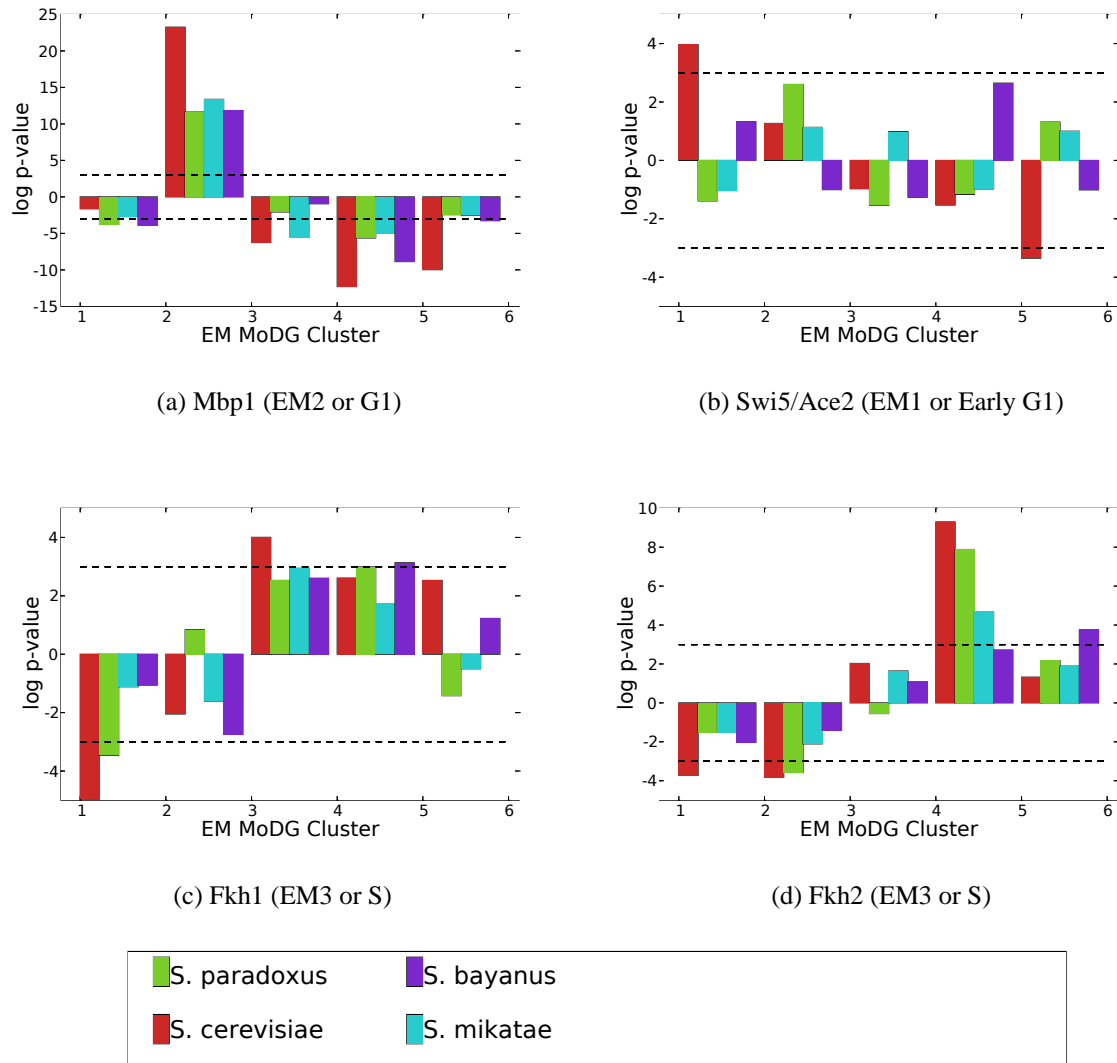 25
20
15
10
5
0
-5
-10
-15
log p-value
1 2 3 4 5 6
EM MoDG Cluster
(a) Mbp1 (EM2 or G1)
4
2
0
-2
-4
log p-value
1 2 3 4 5 6
EM MoDG Cluster
(b) Swi5/Ace2 (EM1 or Early G1)
4
2
0
-2
-4
log p-value
1 2 3 4 5 6
EM MoDG Cluster
(c) Fkh1 (EM3 or S)
10
8
6
4
2
0
-2
-4
log p-value
1 2 3 4 5 6
EM MoDG Cluster
(d) Fkh2 (EM3 or S)
S. paradoxus S. bayanus
S. cerevisiae S. mikatae